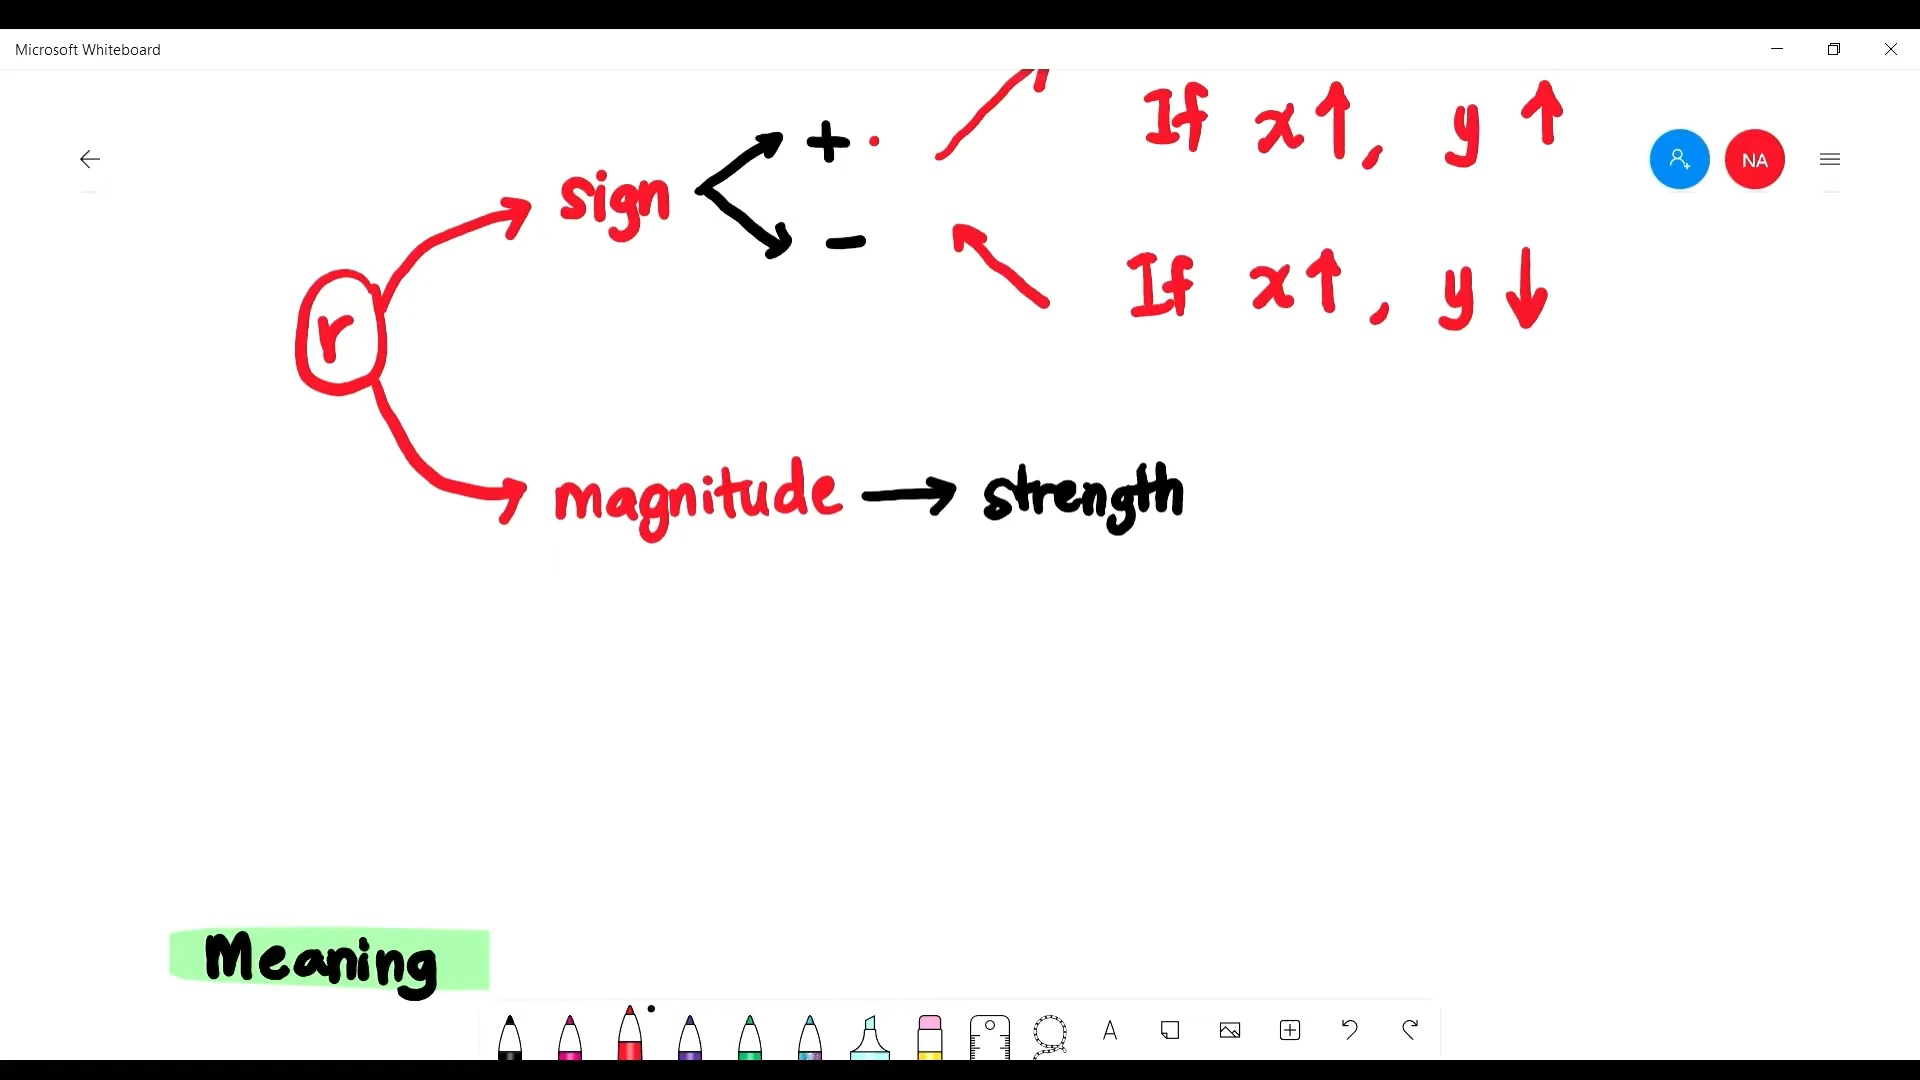 Microsoft Whiteboard
If x↑, y ↑
+
sign
NA
-
If x↑, y ↓
r
magnitude → strength
Meaning
A